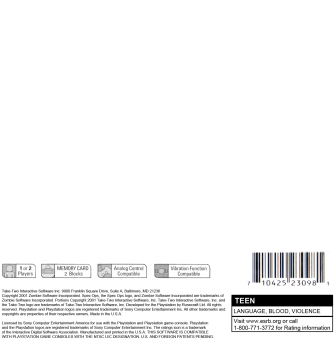 1 or 2
Players
MEMORY CARD
2 Blocks
Analog Control
Compatible
Vibration Function
Compatible
7 10425 23098 1
Take-Two Interactive Software Inc. 9900 Franklin Square Drive, Suite A, Baltimore, MD 21236
Copyright 2001 Zombie Software Incorporated. Spec Ops, the Spec Ops logo, and Zombie Software Incorporated are trademarks of
Zombie Software Incorporated. Portions Copyright 2001 Take-Two Interactive Software, Inc. Take-Two Interactive Software, Inc. and
the Take-Two logo are trademarks of Take-Two Interactive Software, Inc. Developed for the Playstation by Runecraft Ltd. All rights
reserved. Playstation and Playstation logos are registered trademarks of Sony Computer Entertainment Inc. All other trademarks and
copyrights are properties of their respective owners. Made in the U.S.A.
Licensed by Sony Computer Entertainment America for use with the Playstation and Playstation game console. Playstation
and the Playstation logos are registered trademarks of Sony Computer Entertainment Inc. The ratings icon is a trademark
of the Interactive Digital Software Association. Manufactured and printed in the U.S.A. THIS SOFTWARE IS COMPATIBLE
WITH PLAYSTATION GAME CONSOLES WITH THE NTSC U/C DESIGNATION. U.S. AND FOREIGN PATENTS PENDING.
TEEN
LANGUAGE, BLOOD, VIOLENCE
Visit www.esrb.org or call
1-800-771-3772 for Rating information